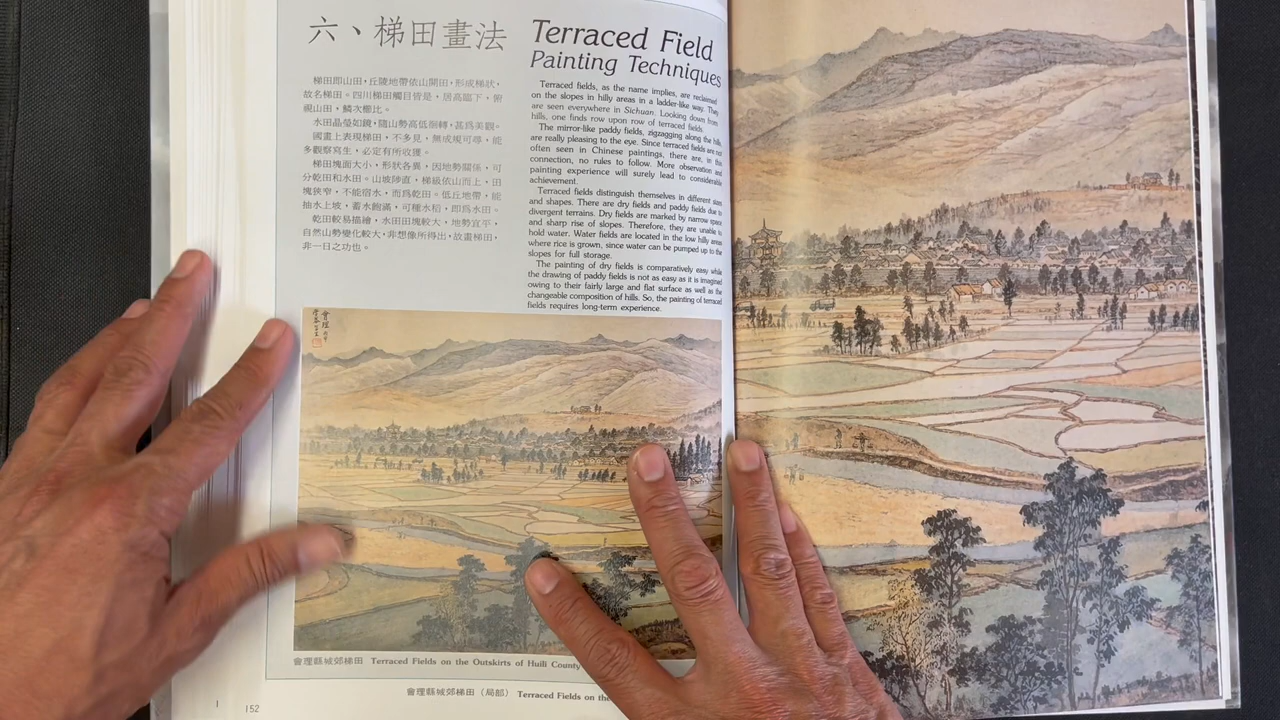 六、梯田畫法
梯田即山田，丘陵地帶依山開田，形成梯狀，
故名梯田。四川梯田觸目皆是，居高臨下，俯
視山田，鱗次櫛比。
水田晶瑩如鏡，隨山勢高低迴轉，甚爲美觀。
國畫上表現梯田，不多見，無成規可尋，能
多觀察寫生，必定有所收獲。
梯田塊面大小，形狀各異，因地勢關係，可
分乾田和水田。山坡陟直，梯級依山而上，田
塊狹窄，不能宿水，而爲乾田。低丘地帶，能
抽水上坡，蓄水飽滿，可種水稻，即爲水田。
乾田較易描繪，水田田塊較大，地勢宜平，
自然山勢變化較大，非想像所得出，故畫梯田，
非一日之功也。
Terraced Field
Painting Techniques
Terraced fields, as the name implies, are reclaimed
on the slopes in hilly areas in a ladder-like way. They
are seen everywhere in Sichuan. Looking down from
hills, one finds row upon row of terraced fields.
The mirror-like paddy fields, zigzagging along the hills,
are really pleasing to the eye. Since terraced fields are not
often seen in Chinese paintings, there are, in this
connection, no rules to follow. More observation and
painting experience will surely lead to considerable
achievement.
Terraced fields distinguish themselves in different sizes
and shapes. There are dry fields and paddy fields due to
divergent terrains. Dry fields are marked by narrow space
and sharp rise of slopes. Therefore, they are unable to
hold water. Water fields are located in the low hilly areas
where rice is grown, since water can be pumped up to the
slopes for full storage.
The painting of dry fields is comparatively easy while
the drawing of paddy fields is not as easy as it is imagined
owing to their fairly large and flat surface as well as the
changeable composition of hills. So, the painting of terraced
fields requires long-term experience.
會理
會理縣城郊梯田 Terraced Fields on the Outskirts of Huili County
會理縣城郊梯田（局部） Terraced Fields on the
152